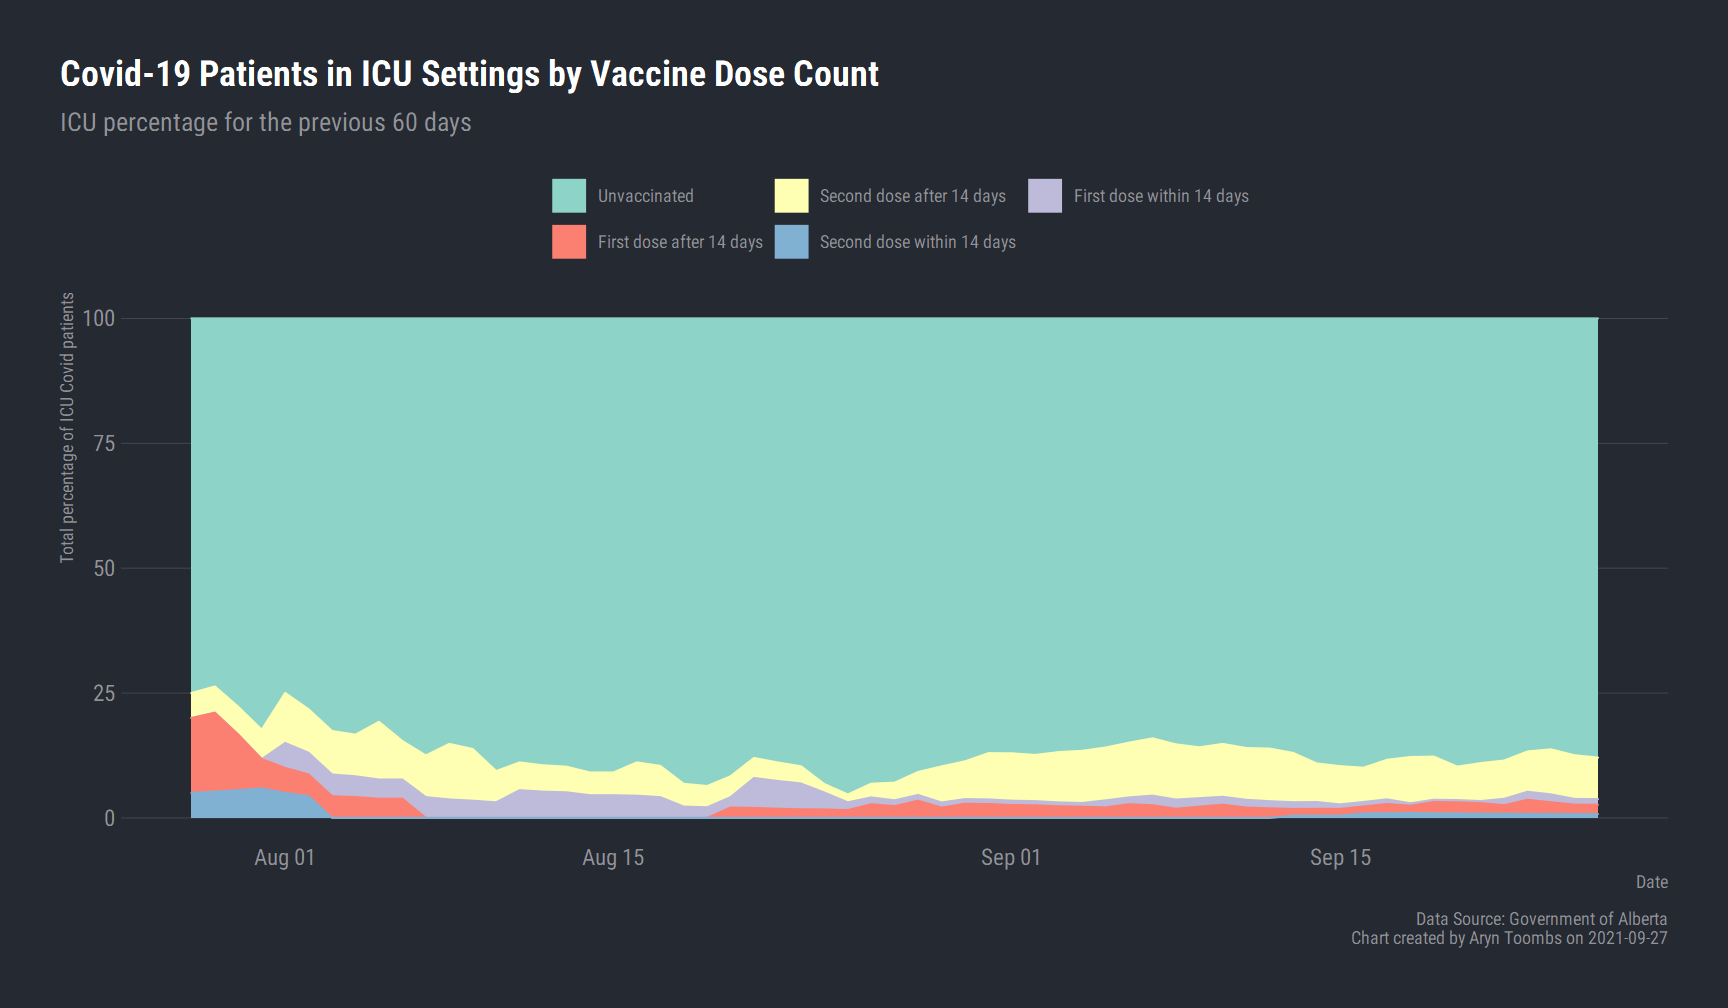 Covid-19 Patients in ICU Settings by Vaccine Dose Count
ICU percentage for the previous 60 days
Unvaccinated
Second dose after 14 days
First dose within 14 days
First dose after 14 days
Second dose within 14 days
Total percentage of ICU Covid patients
100
75
50
25
0
Aug 01
Aug 15
Sep 01
Sep 15
Date
Data Source: Government of Alberta
Chart created by Aryn Toombs on 2021-09-27